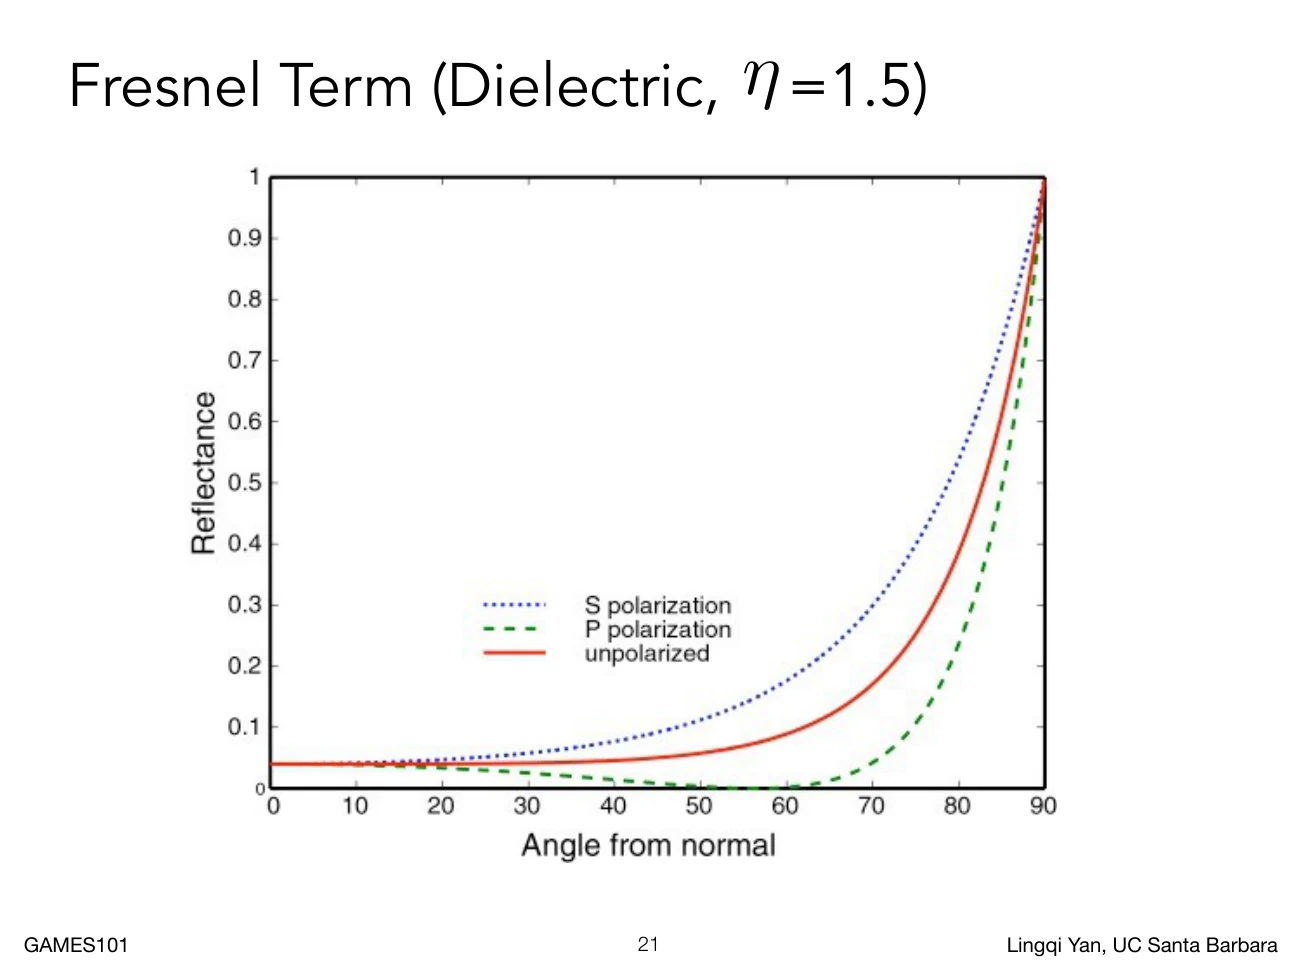 Fresnel Term (Dielectric, η=1.5)
1
0.9
0.8
0.7
0.6
0.5
0.4
0.3
0.2
0.1
0
Reflectance
S polarization
P polarization
unpolarized
0 10 20 30 40 50 60 70 80 90
Angle from normal
GAMES101 21 Lingqi Yan, UC Santa Barbara